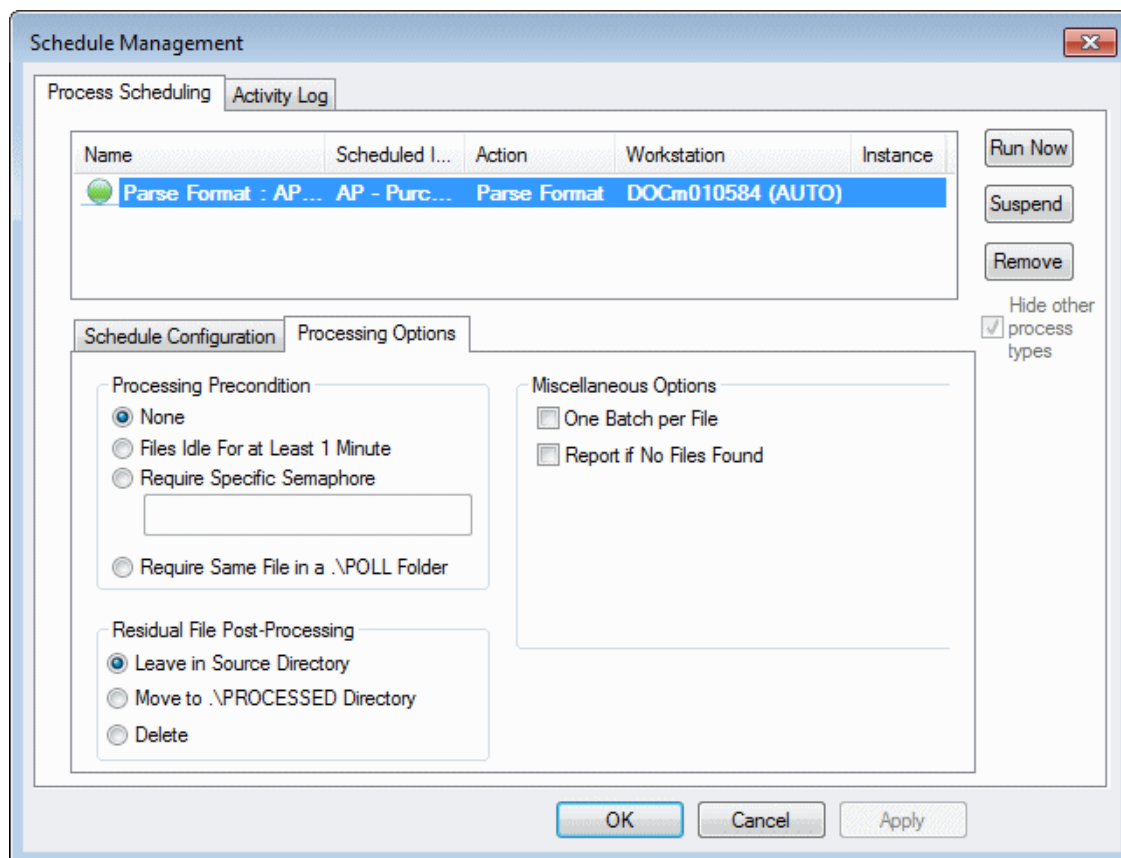 Schedule Management
Process Scheduling Activity Log
Name Scheduled I... Action Workstation Instance
Parse Format : AP... AP - Purc... Parse Format DOCm010584 (AUTO)
Run Now
Suspend
Remove
Hide other
process
types
Schedule Configuration Processing Options
Processing Precondition
None
Files Idle For at Least 1 Minute
Require Specific Semaphore
Require Same File in a .\POLL Folder
Miscellaneous Options
One Batch per File
Report if No Files Found
Residual File Post-Processing
Leave in Source Directory
Move to .\PROCESSED Directory
Delete
OK Cancel Apply